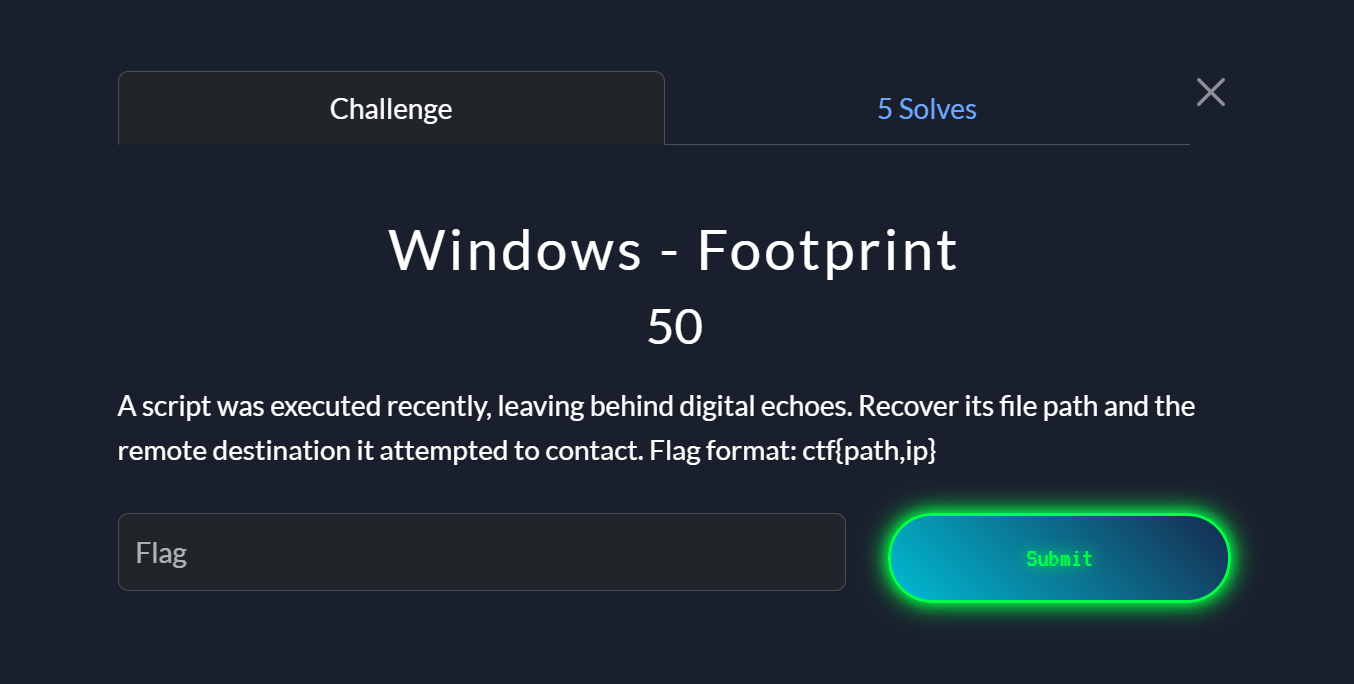 Challenge
5 Solves
Windows - Footprint
50
A script was executed recently, leaving behind digital echoes. Recover its file path and the
remote destination it attempted to contact. Flag format: ctf{path,ip}
Flag
Submit